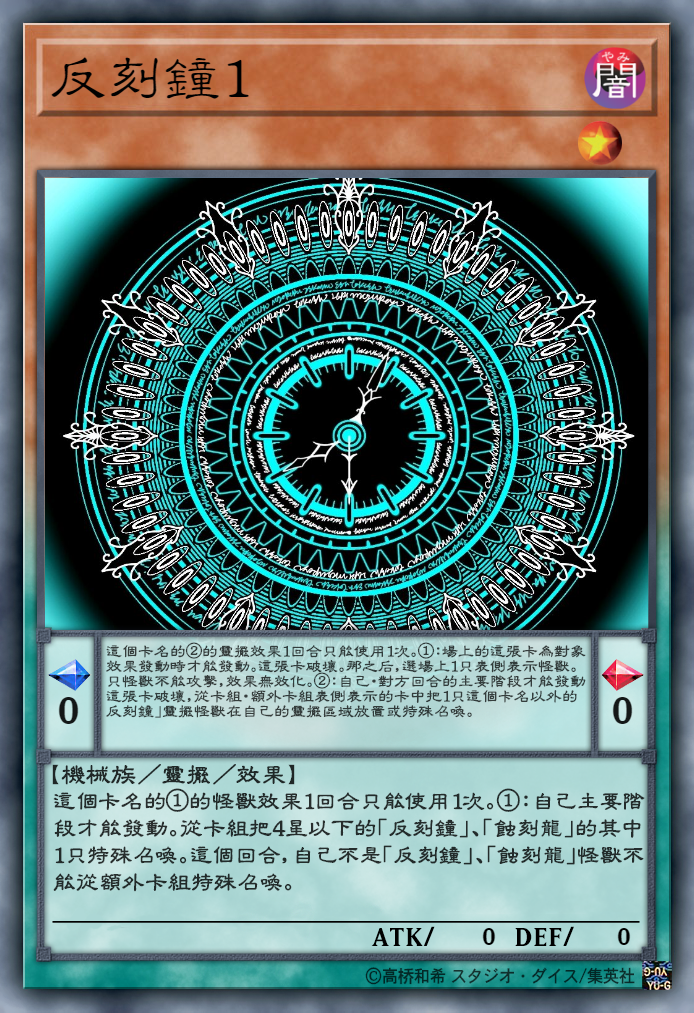 反刻鐘1
やみ
闇
這個卡名的②的靈擺效果1回合只能使用1次。①：場上的這張卡為對象
效果發動時才能發動。這張卡破壞。那之后，選場上1只表側表示怪獸。
只怪獸不能攻擊，效果無效化。②：自己·對方回合的主要階段才能發動
這張卡破壞，從卡組·額外卡組表側表示的卡中把1只這個卡名以外的
反刻鐘」靈擺怪獸在自己的靈擺區域放置或特殊召喚。
0
0
【機械族／靈擺／效果】
這個卡名的①的怪獸效果1回合只能使用1次。①：自己主要階
段才能發動。從卡組把4星以下的「反刻鐘」、「蝕刻龍」的其中
1只特殊召喚。這個回合，自己不是「反刻鐘」、「蝕刻龍」怪獸不
能從額外卡組特殊召喚。
ATK/ 0 DEF/ 0
©高桥和希 スタジオ・ダイス/集英社
YU-G